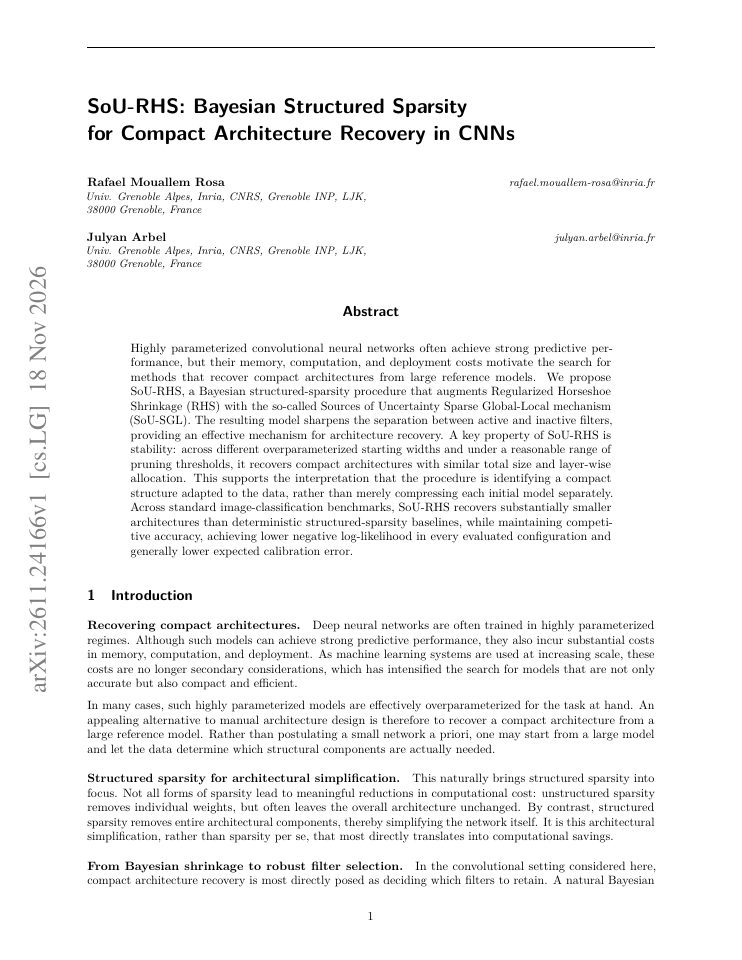 SoU-RHS: Bayesian Structured Sparsity
for Compact Architecture Recovery in CNNs
Rafael Mouallem Rosa rafael.mouallem-rosa@inria.fr
Univ. Grenoble Alpes, Inria, CNRS, Grenoble INP, LJK,
38000 Grenoble, France
Julyan Arbel julyan.arbel@inria.fr
Univ. Grenoble Alpes, Inria, CNRS, Grenoble INP, LJK,
38000 Grenoble, France
arXiv:2611.24166v1 [cs.LG] 18 Nov 2026
Abstract
Highly parameterized convolutional neural networks often achieve strong predictive per-
formance, but their memory, computation, and deployment costs motivate the search for
methods that recover compact architectures from large reference models. We propose
SoU-RHS, a Bayesian structured-sparsity procedure that augments Regularized Horseshoe
Shrinkage (RHS) with the so-called Sources of Uncertainty Sparse Global-Local mechanism
(SoU-SGL). The resulting model sharpens the separation between active and inactive filters,
providing an effective mechanism for architecture recovery. A key property of SoU-RHS is
stability: across different overparameterized starting widths and under a reasonable range of
pruning thresholds, it recovers compact architectures with similar total size and layer-wise
allocation. This supports the interpretation that the procedure is identifying a compact
structure adapted to the data, rather than merely compressing each initial model separately.
Across standard image-classification benchmarks, SoU-RHS recovers substantially smaller
architectures than deterministic structured-sparsity baselines, while maintaining competi-
tive accuracy, achieving lower negative log-likelihood in every evaluated configuration and
generally lower expected calibration error.
1 Introduction
Recovering compact architectures. Deep neural networks are often trained in highly parameterized
regimes. Although such models can achieve strong predictive performance, they also incur substantial costs
in memory, computation, and deployment. As machine learning systems are used at increasing scale, these
costs are no longer secondary considerations, which has intensified the search for models that are not only
accurate but also compact and efficient.
In many cases, such highly parameterized models are effectively overparameterized for the task at hand. An
appealing alternative to manual architecture design is therefore to recover a compact architecture from a
large reference model. Rather than postulating a small network a priori, one may start from a large model
and let the data determine which structural components are actually needed.
Structured sparsity for architectural simplification. This naturally brings structured sparsity into
focus. Not all forms of sparsity lead to meaningful reductions in computational cost: unstructured sparsity
removes individual weights, but often leaves the overall architecture unchanged. By contrast, structured
sparsity removes entire architectural components, thereby simplifying the network itself. It is this architectural
simplification, rather than sparsity per se, that most directly translates into computational savings.
From Bayesian shrinkage to robust filter selection. In the convolutional setting considered here,
compact architecture recovery is most directly posed as deciding which filters to retain. A natural Bayesian
1